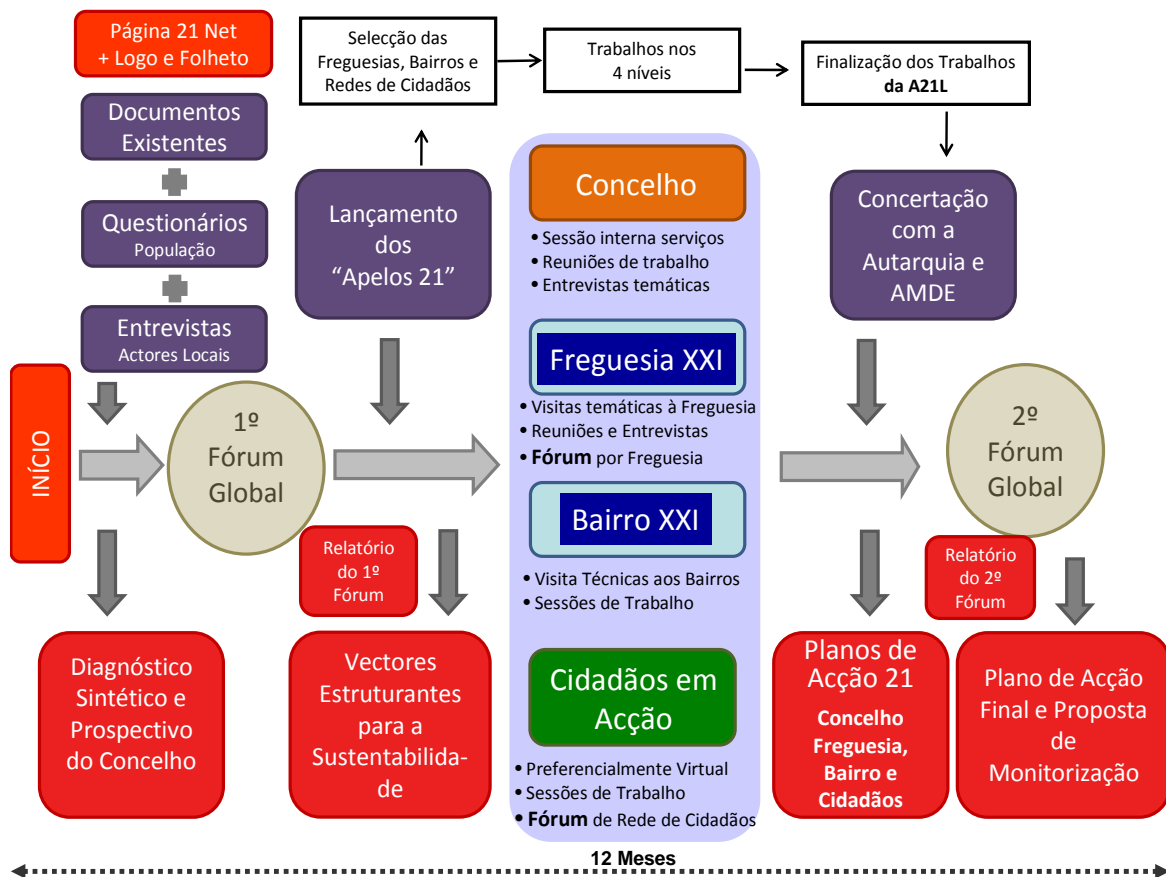 Página 21 Net
+ Logo e Folheto
Documentos
Existentes
Questionários
População
Entrevistas
Actores Locais
INÍCIO
1º
Fórum
Global
Diagnóstico
Sintético e
Prospectivo
do Concelho
Selecção das
Freguesias, Bairros e
Redes de Cidadãos
Lançamento
dos
“Apelos 21”
Relatório
do 1º
Fórum
Vectores
Estruturantes
para a
Sustentabilida-
de
Trabalhos nos
4 níveis
Concelho
• Sessão interna serviços
• Reuniões de trabalho
• Entrevistas temáticas
Freguesia XXI
• Visitas temáticas à Freguesia
• Reuniões e Entrevistas
• Fórum por Freguesia
Bairro XXI
• Visita Técnicas aos Bairros
• Sessões de Trabalho
Cidadãos em
Acção
• Preferencialmente Virtual
• Sessões de Trabalho
• Fórum de Rede de Cidadãos
Finalização dos Trabalhos
da A21L
Concertação
com a
Autarquia e
AMDE
2º
Fórum
Global
Relatório
do 2º
Fórum
Planos de
Acção 21
Concelho
Freguesia,
Bairro e
Cidadãos
Plano de Acção
Final e Proposta
de
Monitorização
12 Meses